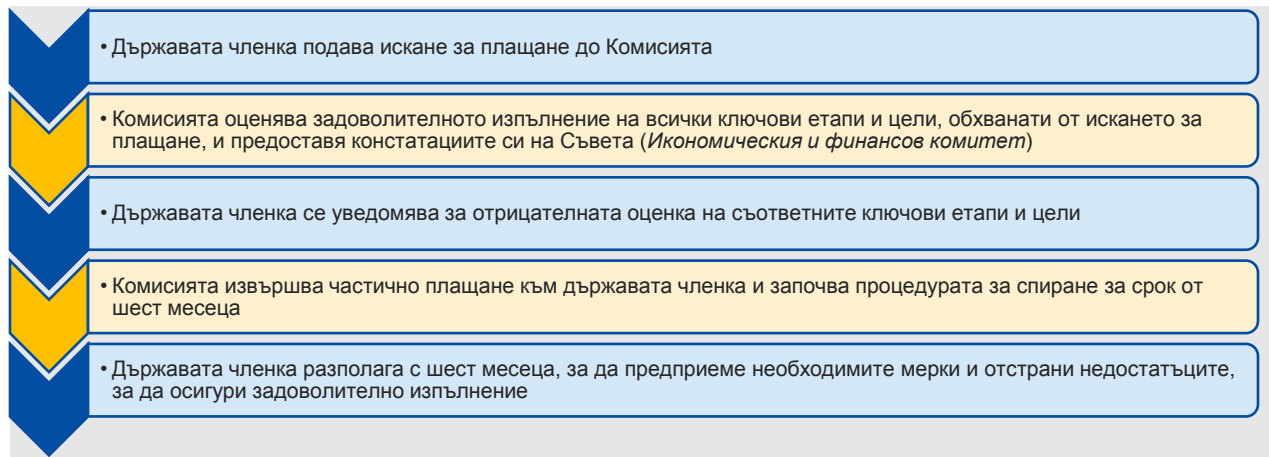 • Държавата членка подава искане за плащане до Комисията
• Комисията оценява задоволителното изпълнение на всички ключови етапи и цели, обхванати от искането за
плащане, и предоставя констатациите си на Съвета (Икономическия и финансов комитет)
• Държавата членка се уведомява за отрицателната оценка на съответните ключови етапи и цели
• Комисията извършва частично плащане към държавата членка и започва процедурата за спиране за срок от
шест месеца
• Държавата членка разполага с шест месеца, за да предприеме необходимите мерки и отстрани недостатъците,
за да осигури задоволително изпълнение